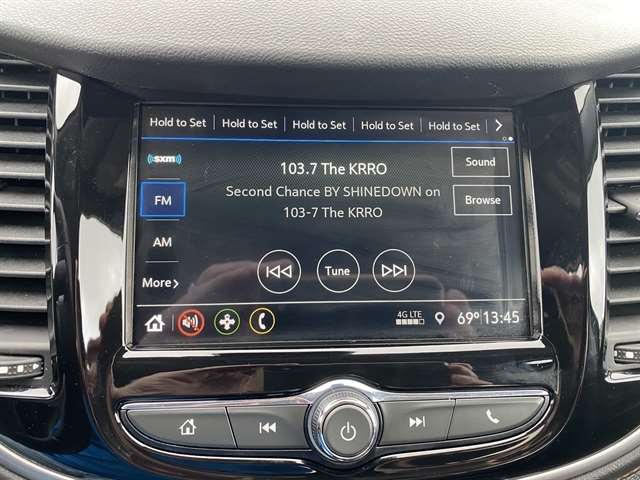 Hold to Set Hold to Set Hold to Set Hold to Set Hold to Set
sxm
103.7 The KRRO
Sound
FM
Second Chance BY SHINEDOWN on
103-7 The KRRO
Browse
AM
More
Tune
4G LTE
69° 13:45